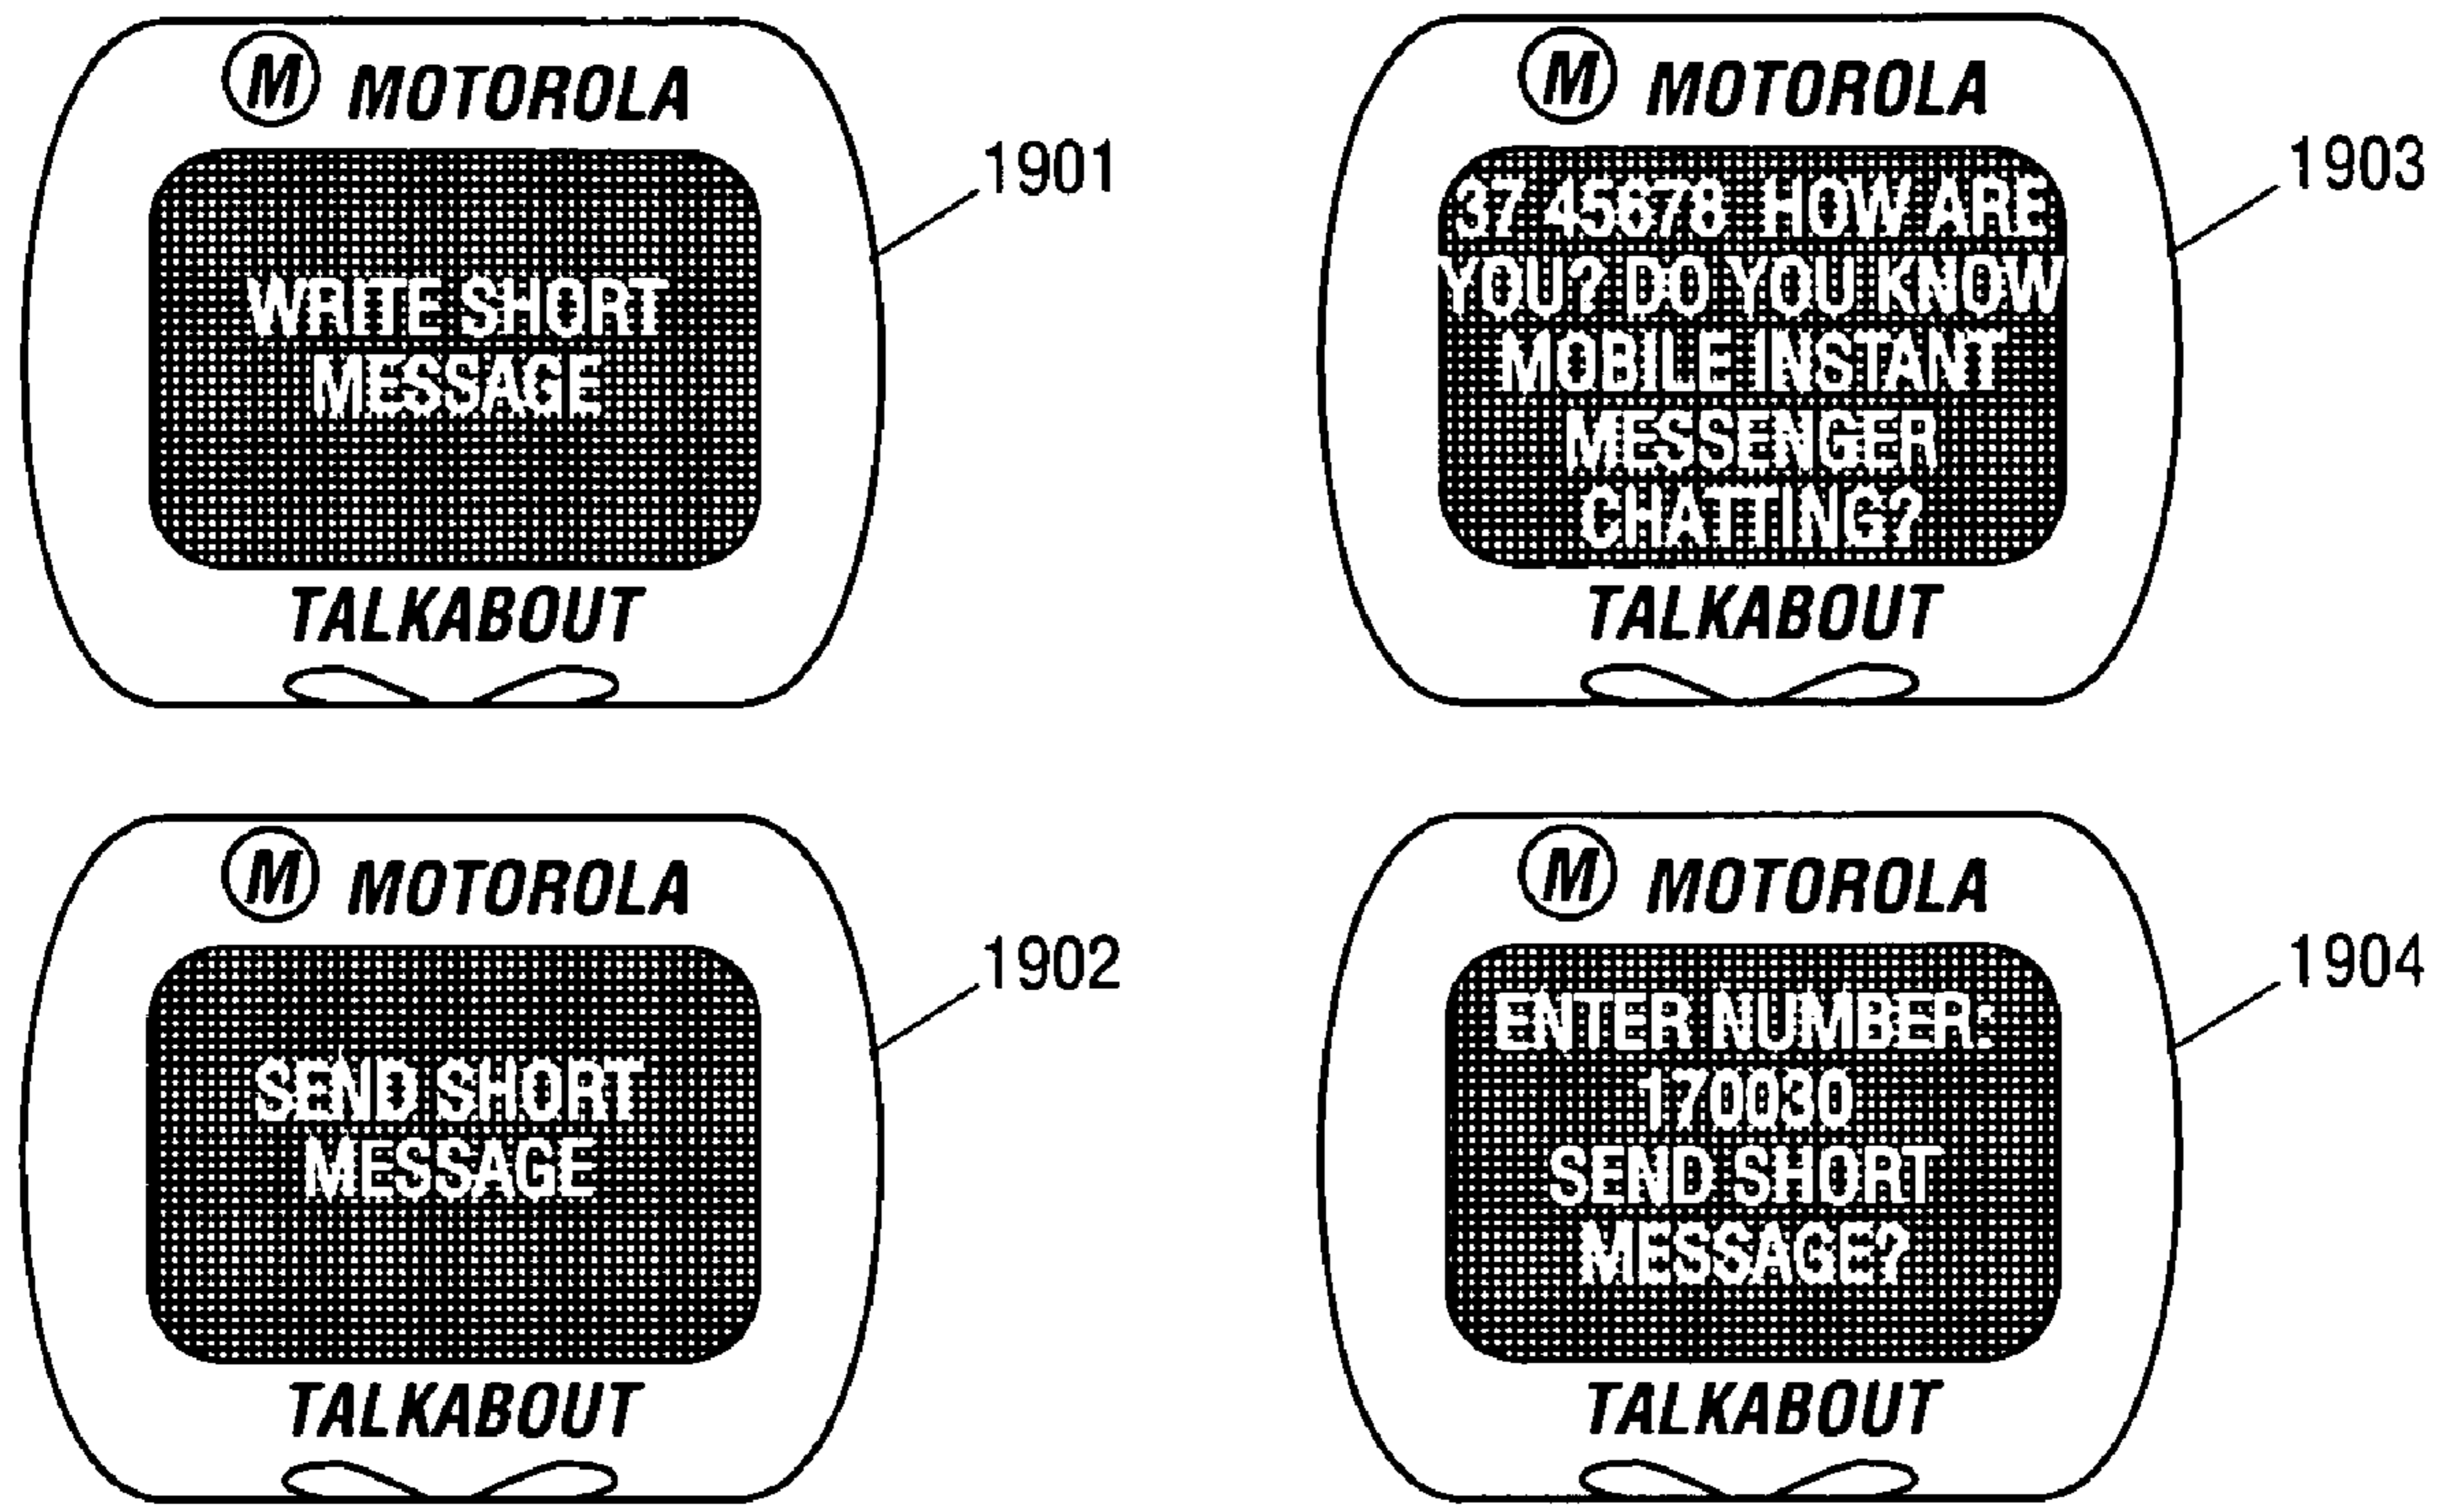 M MOTOROLA
1901
WRITE SHORT
MESSAGE
TALKABOUT
M MOTOROLA
1903
37 45678 HOW ARE
YOU? DO YOU KNOW
MOBILE INSTANT
MESSENGER
CHATTING?
TALKABOUT
M MOTOROLA
1902
SEND SHORT
MESSAGE
TALKABOUT
M MOTOROLA
1904
ENTER NUMBER:
170030
SEND SHORT
MESSAGE?
TALKABOUT